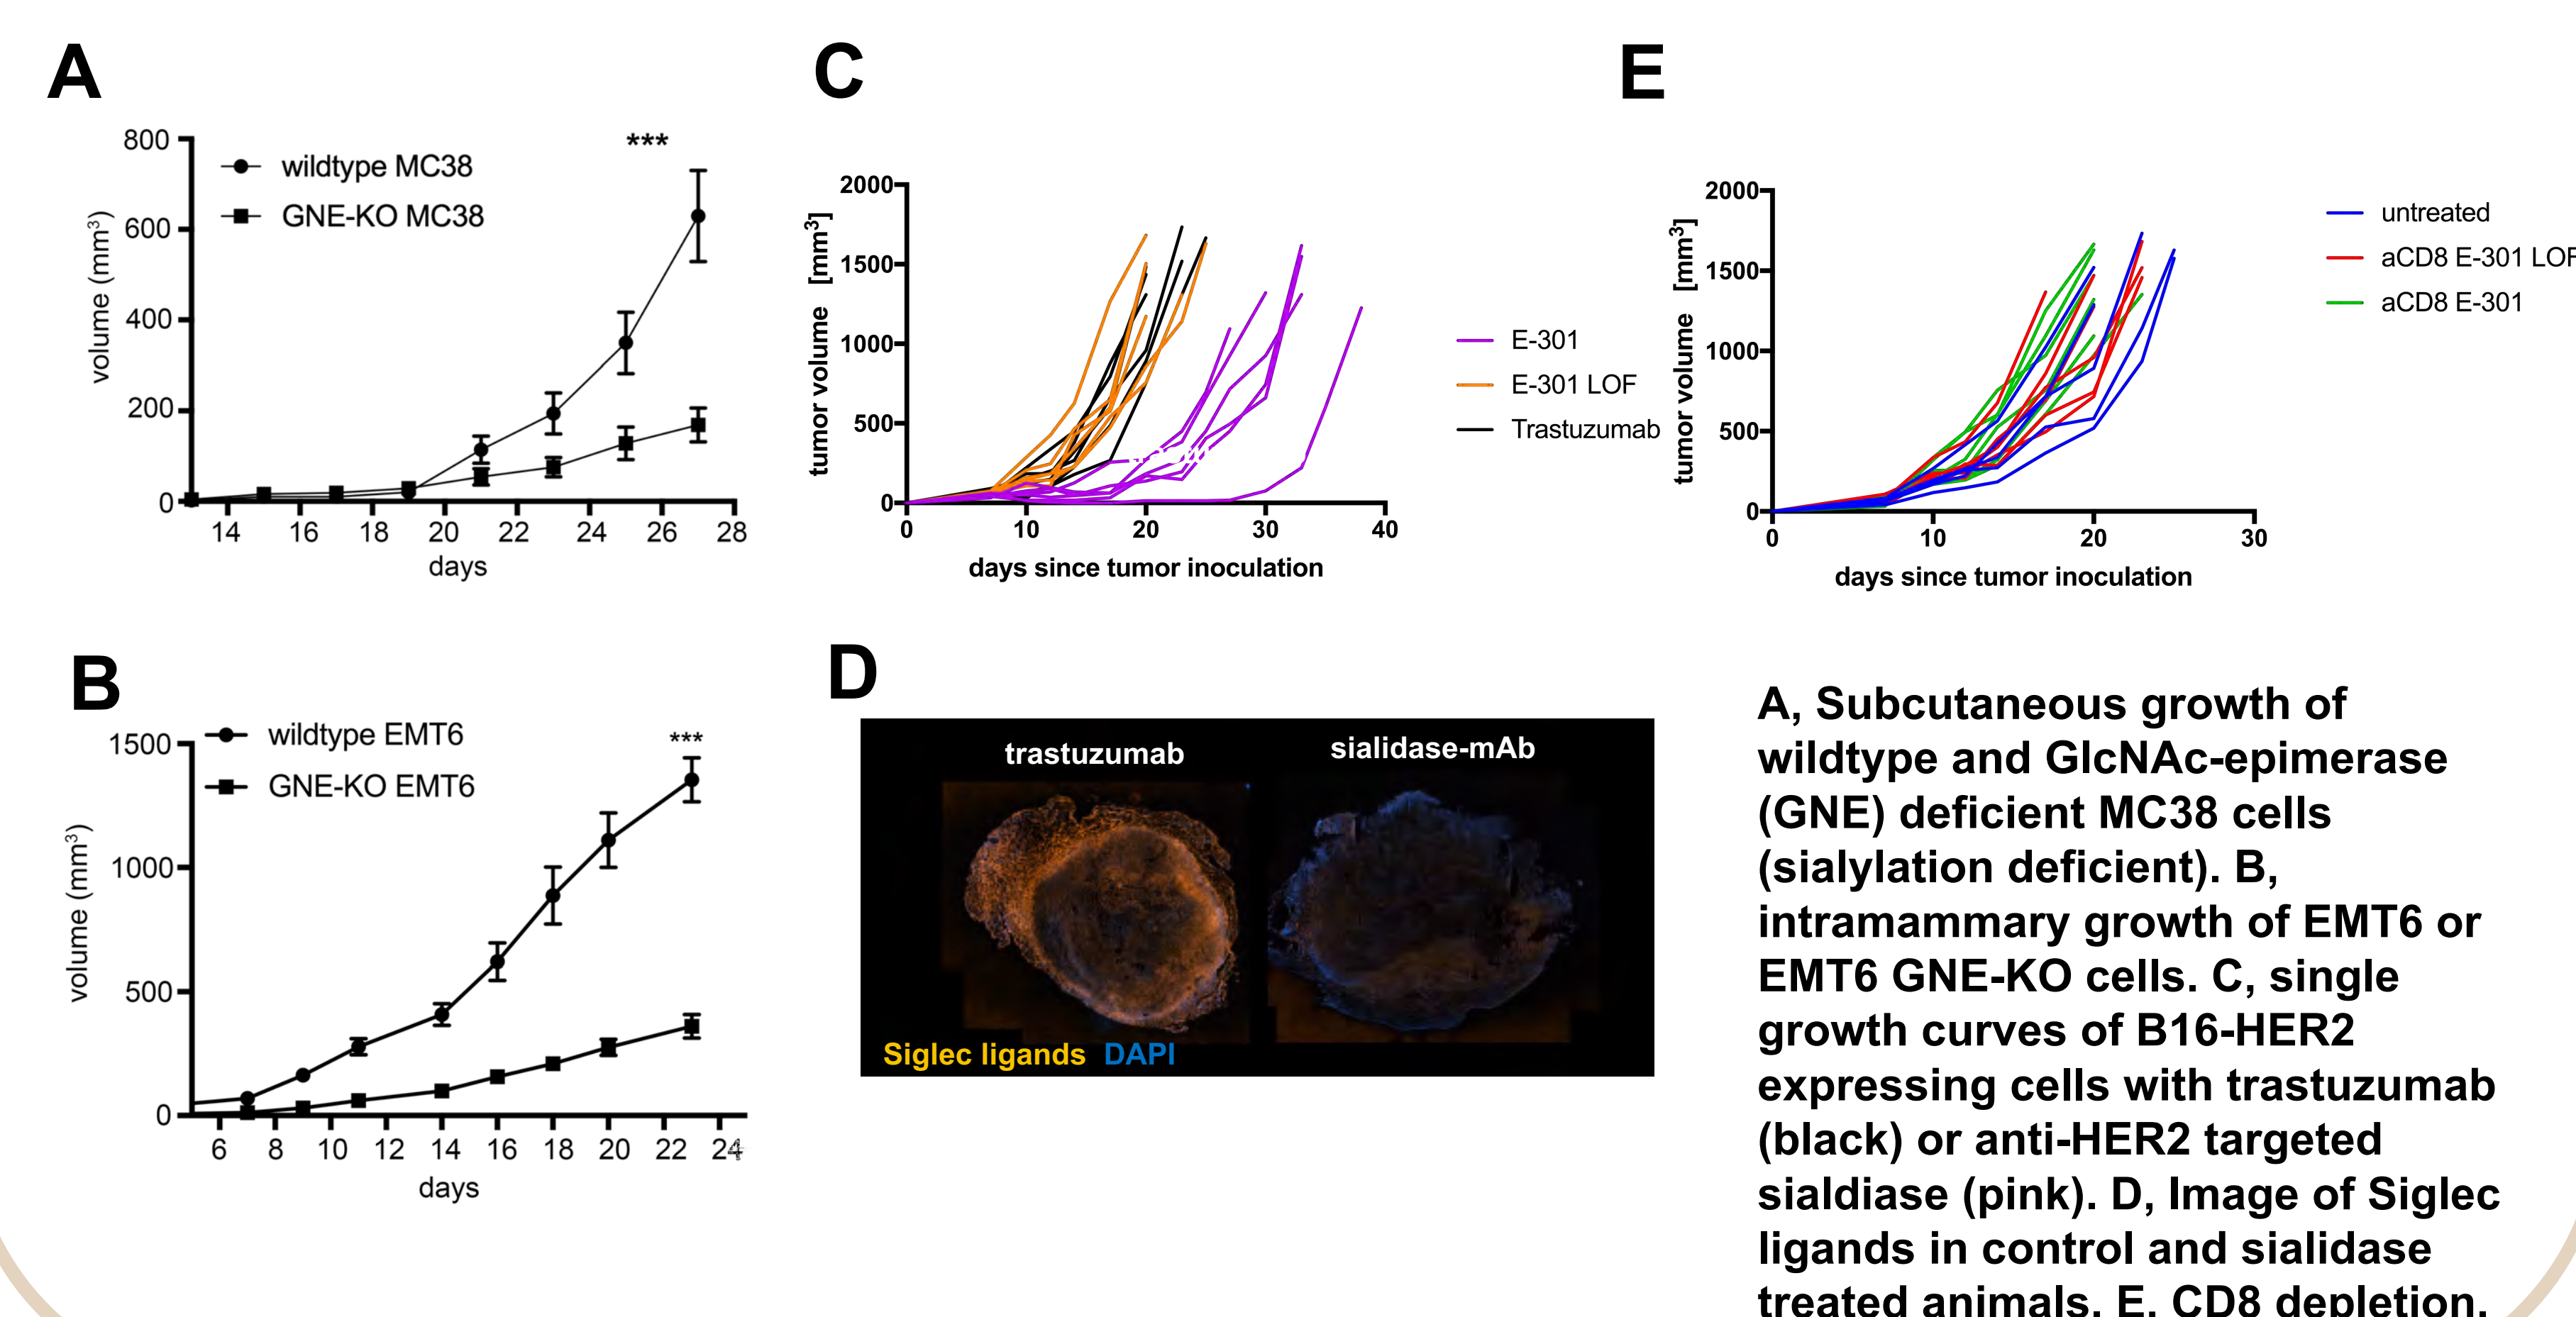 A
800
600
400
200
0
volume (mm³)
wildtype MC38
GNE-KO MC38
***
14 16 18 20 22 24 26 28
days
B
1500
1000
500
0
volume (mm³)
wildtype EMT6
GNE-KO EMT6
***
6 8 10 12 14 16 18 20 22 24
days
C
2000
1500
1000
500
0
tumor volume [mm³]
E-301
E-301 LOF
Trastuzumab
0 10 20 30 40
days since tumor inoculation
D
trastuzumab
sialidase-mAb
Siglec ligands DAPI
E
2000
1500
1000
500
0
tumor volume [mm³]
untreated
aCD8 E-301 LOF
aCD8 E-301
0 10 20 30
days since tumor inoculation
A, Subcutaneous growth of
wildtype and GlcNAc-epimerase
(GNE) deficient MC38 cells
(sialylation deficient). B,
intramammary growth of EMT6 or
EMT6 GNE-KO cells. C, single
growth curves of B16-HER2
expressing cells with trastuzumab
(black) or anti-HER2 targeted
sialdiase (pink). D, Image of Siglec
ligands in control and sialidase
treated animals. E, CD8 depletion.